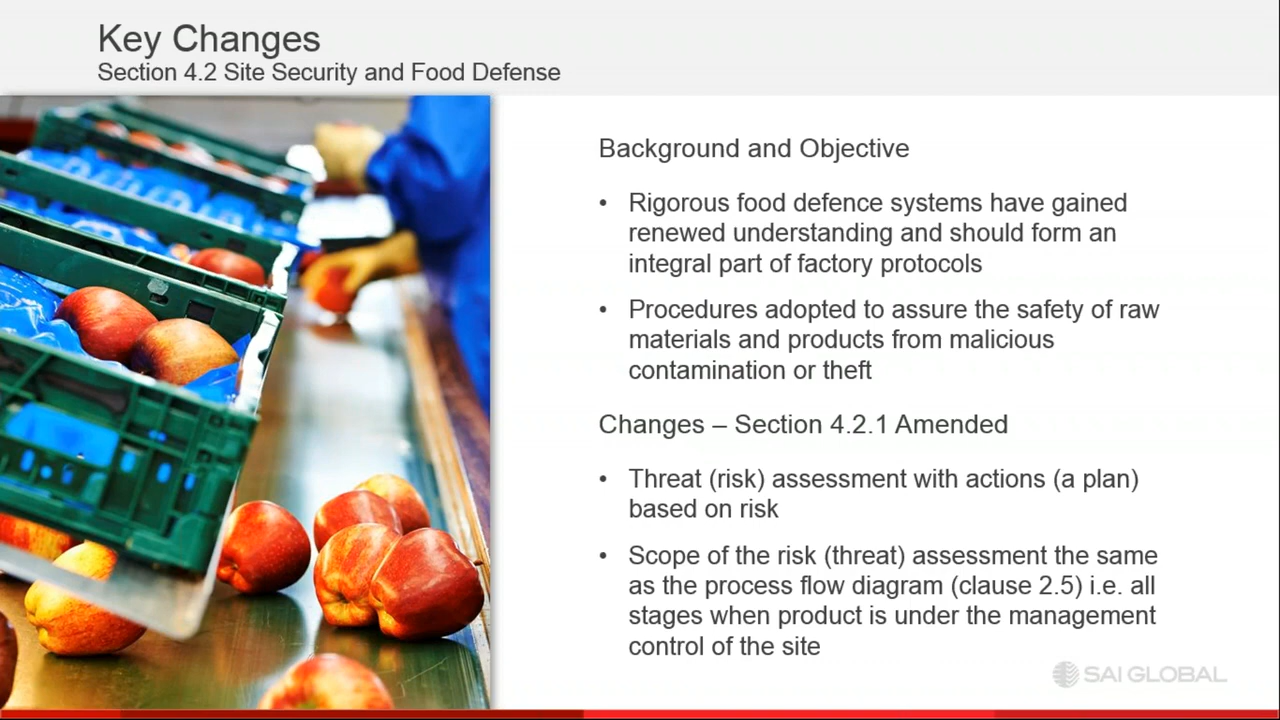 Key Changes
Section 4.2 Site Security and Food Defense
Background and Objective
• Rigorous food defence systems have gained
renewed understanding and should form an
integral part of factory protocols
• Procedures adopted to assure the safety of raw
materials and products from malicious
contamination or theft
Changes – Section 4.2.1 Amended
• Threat (risk) assessment with actions (a plan)
based on risk
• Scope of the risk (threat) assessment the same
as the process flow diagram (clause 2.5) i.e. all
stages when product is under the management
control of the site
SAI GLOBAL